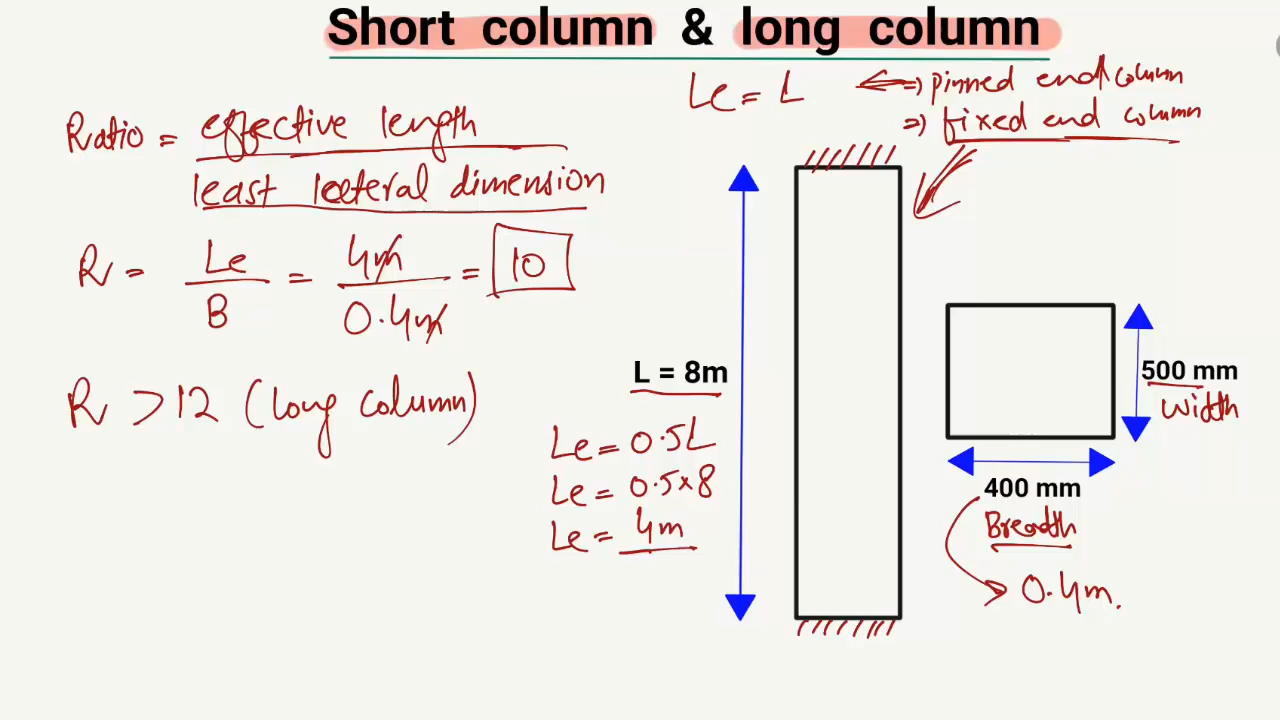 Short column & long column
Le = L
⇐⇒ pinned end column
⇒ fixed end column
Ratio = effective length
least lateral dimension
R = Le / B = 4m / 0.4m = 10
R > 12 (long column)
L = 8m
Le = 0.5L
Le = 0.5 × 8
Le = 4m
500 mm
Width
400 mm
Breadth
0.4m.